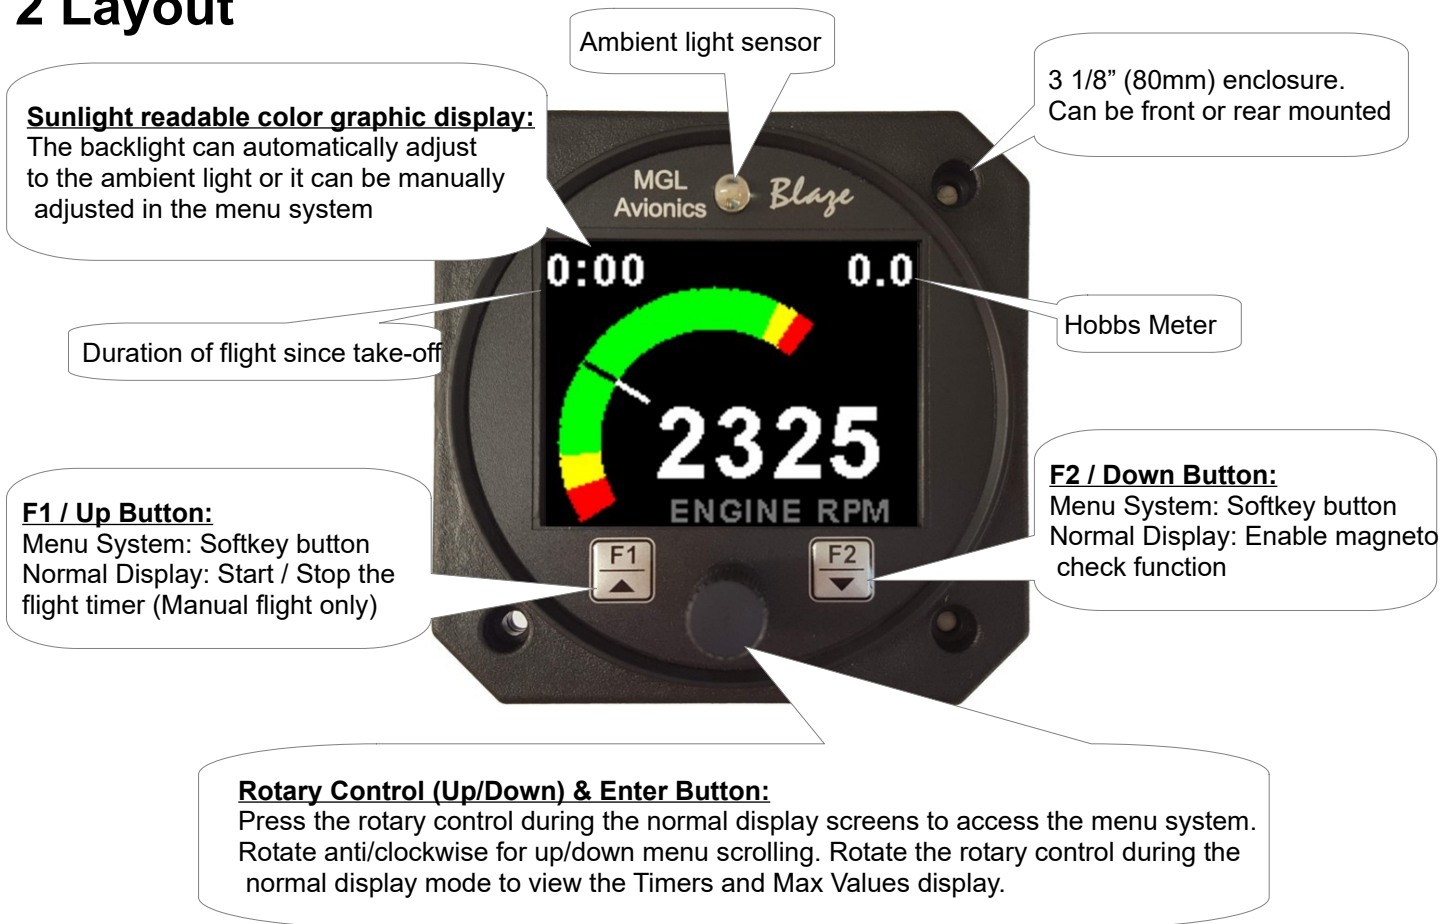 2 Layout
Ambient light sensor
3 1/8” (80mm) enclosure.
Can be front or rear mounted
Sunlight readable color graphic display:
The backlight can automatically adjust
to the ambient light or it can be manually
adjusted in the menu system
MGL
Avionics
Blaze
0:00
0.0
Duration of flight since take-off
Hobbs Meter
2325
ENGINE RPM
F1 / Up Button:
Menu System: Softkey button
Normal Display: Start / Stop the
flight timer (Manual flight only)
F1
F2
F2 / Down Button:
Menu System: Softkey button
Normal Display: Enable magneto
check function
Rotary Control (Up/Down) & Enter Button:
Press the rotary control during the normal display screens to access the menu system.
Rotate anti/clockwise for up/down menu scrolling. Rotate the rotary control during the
normal display mode to view the Timers and Max Values display.